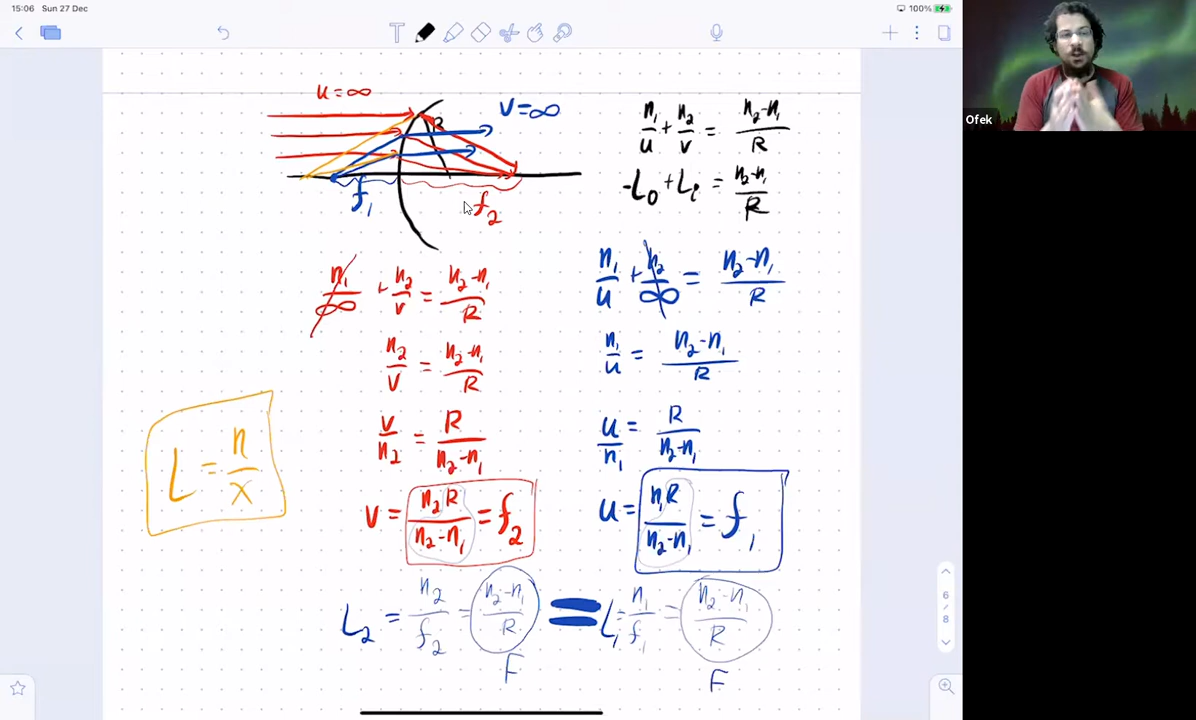 15:06 Sun 27 Dec
100%
T
u = ∞
v = ∞
R
f₁
f₂
n₁/u + n₂/v = (n₂-n₁)/R
-L₀ + Lᵢ = (n₂-n₁)/R
n₁/∞ + n₂/v = (n₂-n₁)/R
n₂/v = (n₂-n₁)/R
v/n₂ = R/(n₂-n₁)
v = n₂R/(n₂-n₁) = f₂
L₂ = n₂/f₂ = (n₂-n₁)/R
F
n₁/u + n₂/∞ = (n₂-n₁)/R
n₁/u = (n₂-n₁)/R
u/n₁ = R/(n₂-n₁)
u = n₁R/(n₂-n₁) = f₁
= L₁ = n₁/f₁ = (n₂-n₁)/R
F
L = n/x
Ofek
6 / 8